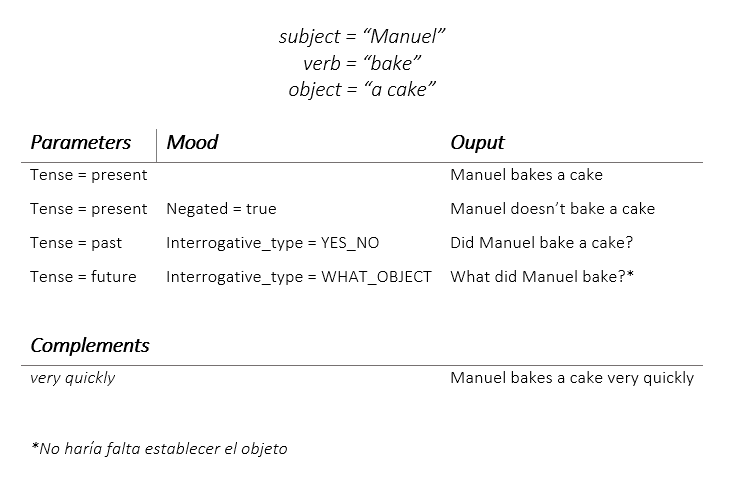 subject = “Manuel”
verb = “bake”
object = “a cake”
Parameters Mood Ouput
Tense = present Manuel bakes a cake
Tense = present Negated = true Manuel doesn’t bake a cake
Tense = past Interrogative_type = YES_NO Did Manuel bake a cake?
Tense = future Interrogative_type = WHAT_OBJECT What did Manuel bake?*
Complements
very quickly Manuel bakes a cake very quickly
*No haría falta establecer el objeto